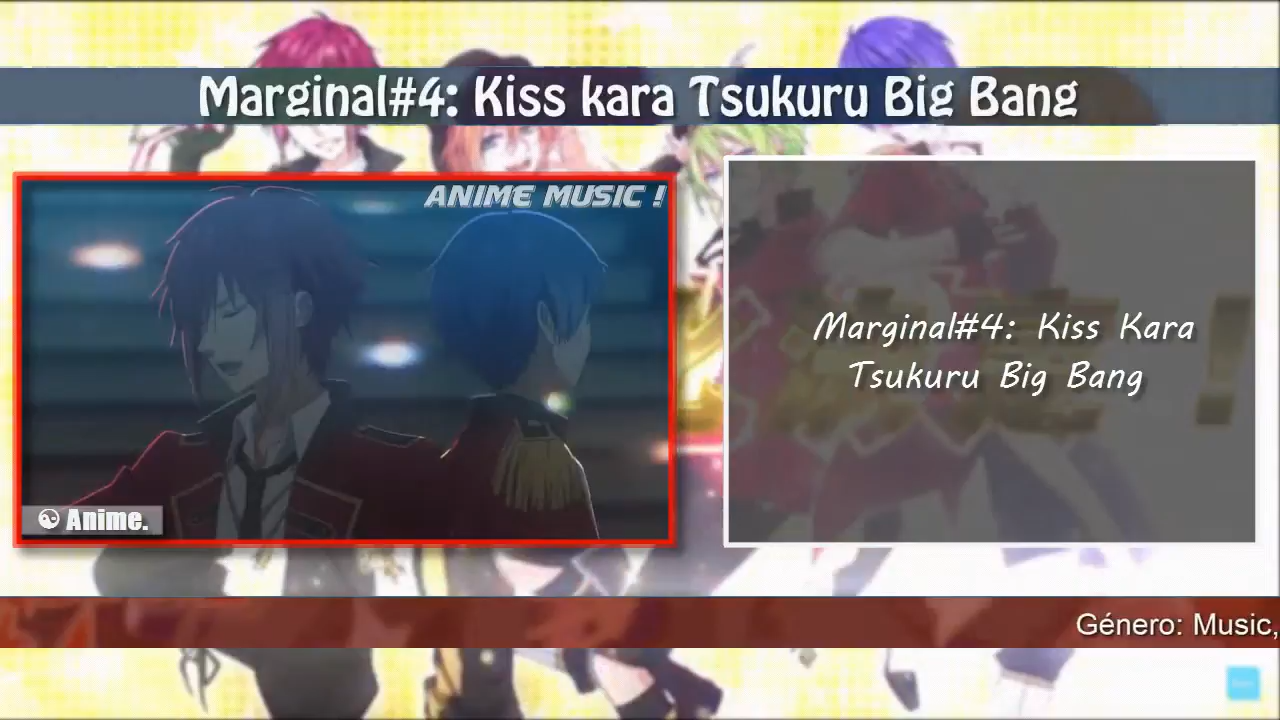 Marginal#4: Kiss kara Tsukuru Big Bang
ANIME MUSIC !
Marginal#4: Kiss Kara
Tsukuru Big Bang
Anime.
Género: Music,